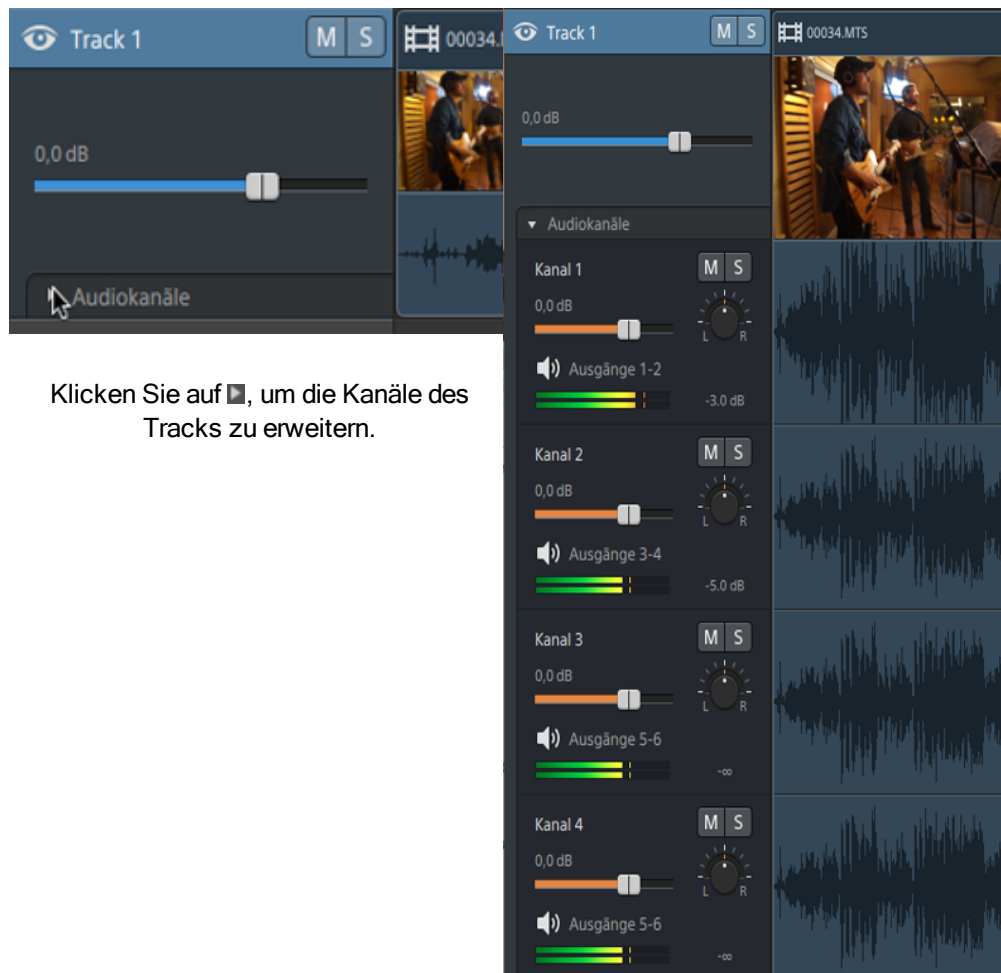 Track 1
M S
00034.
0,0 dB
Audiokanäle
Klicken Sie auf , um die Kanäle des
Tracks zu erweitern.
Track 1
M S
00034.MTS
0,0 dB
Audiokanäle
Kanal 1
M S
0,0 dB
L R
Ausgänge 1-2
-3.0 dB
Kanal 2
M S
0,0 dB
L R
Ausgänge 3-4
-5.0 dB
Kanal 3
M S
0,0 dB
L R
Ausgänge 5-6
-∞
Kanal 4
M S
0,0 dB
L R
Ausgänge 5-6
-∞